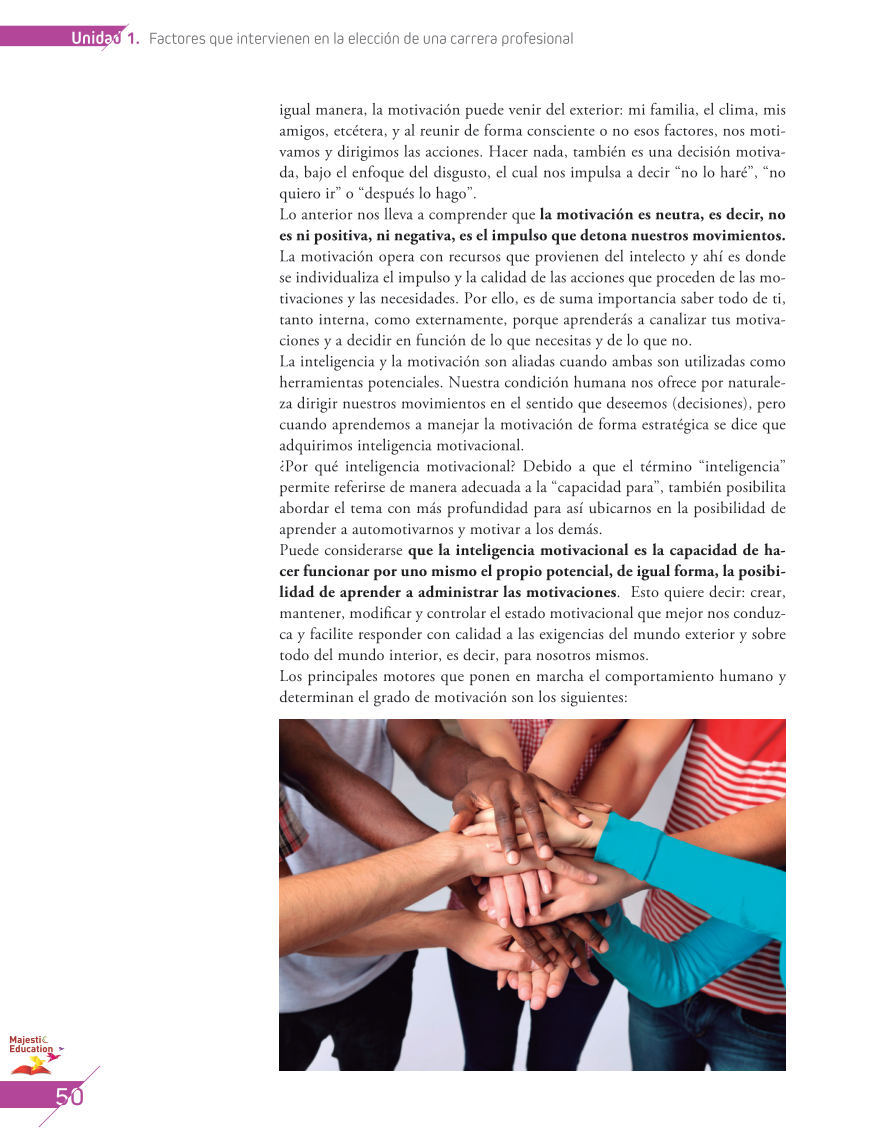 Unidad 1. Factores que intervienen en la elección de una carrera profesional
igual manera, la motivación puede venir del exterior: mi familia, el clima, mis
amigos, etcétera, y al reunir de forma consciente o no esos factores, nos moti-
vamos y dirigimos las acciones. Hacer nada, también es una decisión motiva-
da, bajo el enfoque del disgusto, el cual nos impulsa a decir “no lo haré”, “no
quiero ir” o “después lo hago”.
Lo anterior nos lleva a comprender que la motivación es neutra, es decir, no
es ni positiva, ni negativa, es el impulso que detona nuestros movimientos.
La motivación opera con recursos que provienen del intelecto y ahí es donde
se individualiza el impulso y la calidad de las acciones que proceden de las mo-
tivaciones y las necesidades. Por ello, es de suma importancia saber todo de ti,
tanto interna, como externamente, porque aprenderás a canalizar tus motiva-
ciones y a decidir en función de lo que necesitas y de lo que no.
La inteligencia y la motivación son aliadas cuando ambas son utilizadas como
herramientas potenciales. Nuestra condición humana nos ofrece por naturale-
za dirigir nuestros movimientos en el sentido que deseemos (decisiones), pero
cuando aprendemos a manejar la motivación de forma estratégica se dice que
adquirimos inteligencia motivacional.
¿Por qué inteligencia motivacional? Debido a que el término “inteligencia”
permite referirse de manera adecuada a la “capacidad para”, también posibilita
abordar el tema con más profundidad para así ubicarnos en la posibilidad de
aprender a automotivarnos y motivar a los demás.
Puede considerarse que la inteligencia motivacional es la capacidad de ha-
cer funcionar por uno mismo el propio potencial, de igual forma, la posibi-
lidad de aprender a administrar las motivaciones. Esto quiere decir: crear,
mantener, modificar y controlar el estado motivacional que mejor nos conduz-
ca y facilite responder con calidad a las exigencias del mundo exterior y sobre
todo del mundo interior, es decir, para nosotros mismos.
Los principales motores que ponen en marcha el comportamiento humano y
determinan el grado de motivación son los siguientes:
Majestic
Education
50